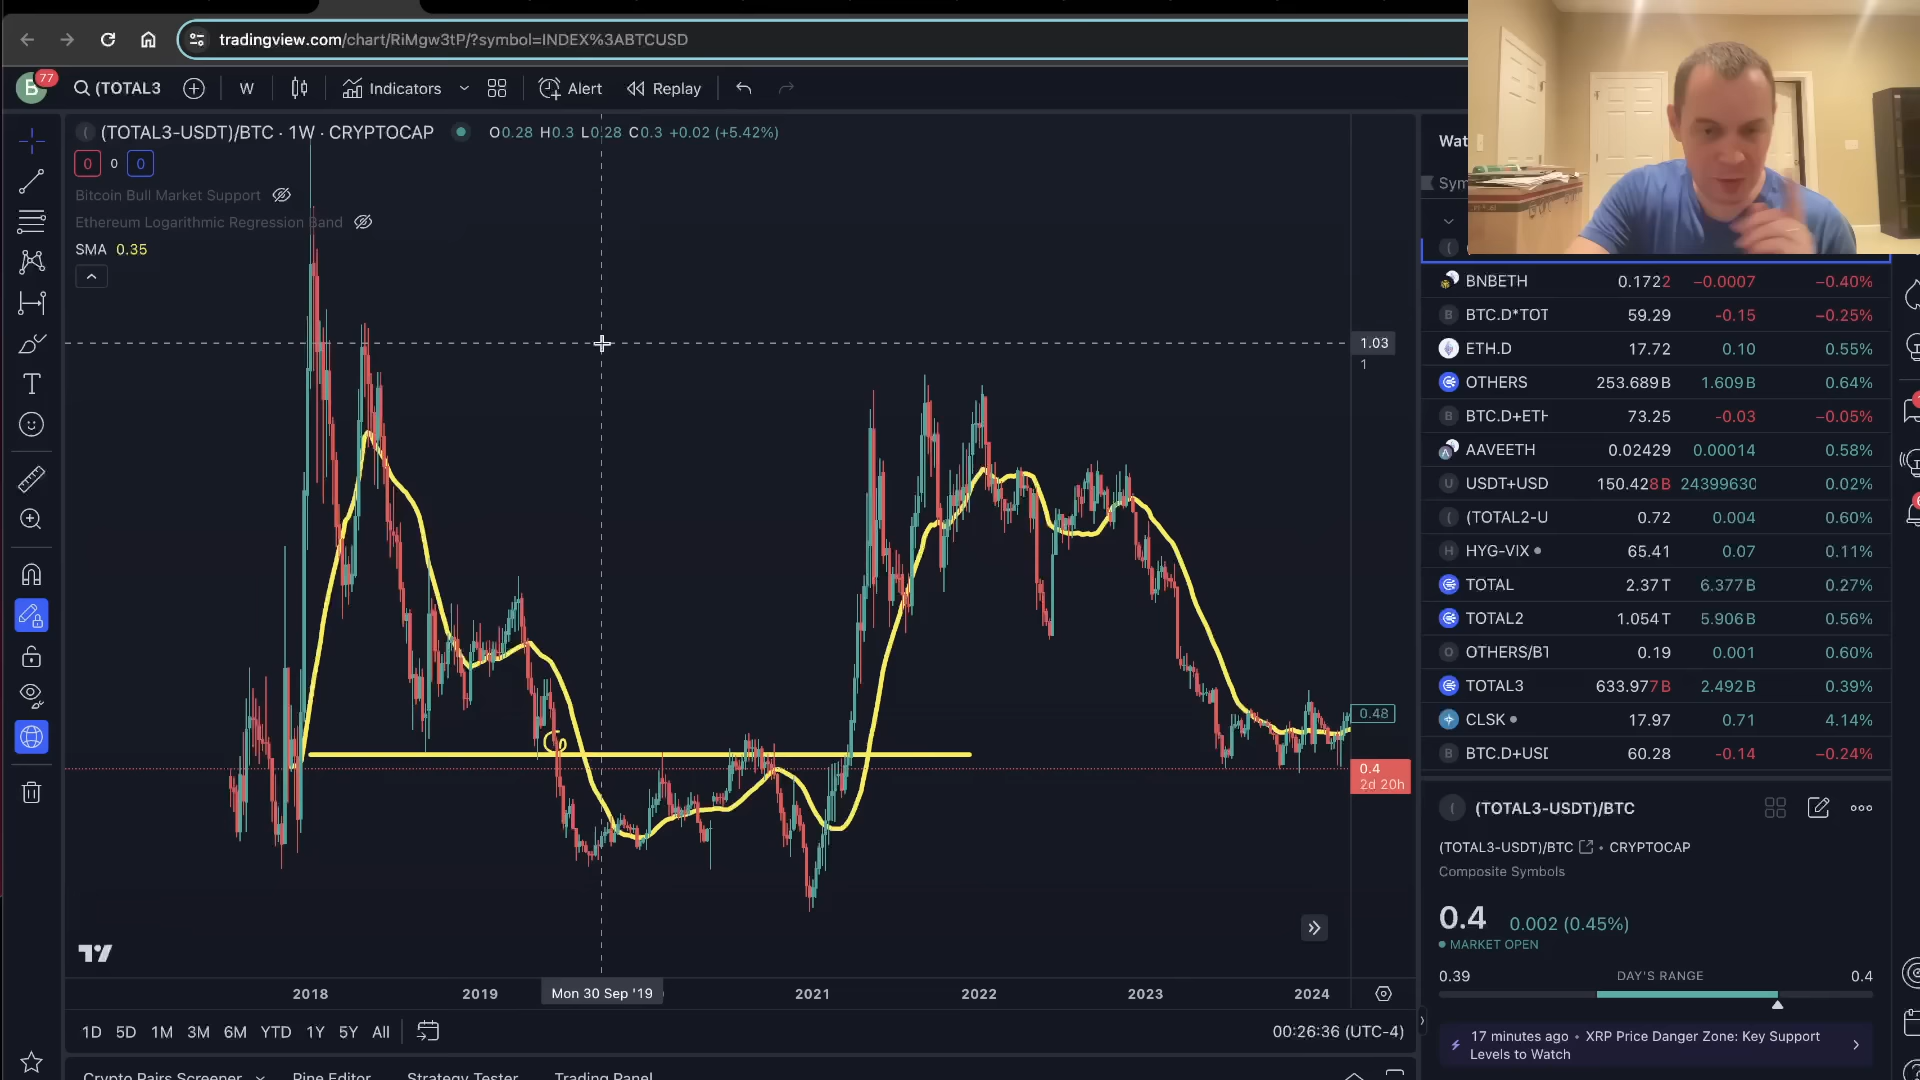 tradingview.com/chart/RiMgw3tP/?symbol=INDEX%3ABTCUSD
B 77 (TOTAL3 W Indicators Alert Replay
(TOTAL3-USDT)/BTC · 1W · CRYPTOCAP O0.28 H0.3 L0.28 C0.3 +0.02 (+5.42%)
0 0 0
Bitcoin Bull Market Support
Ethereum Logarithmic Regression Band
SMA 0.35
1.03
1
0.48
0.4
2d 20h
2018 2019 Mon 30 Sep '19 2021 2022 2023 2024
1D 5D 1M 3M 6M YTD 1Y 5Y All 00:26:36 (UTC-4)
Crypto Pairs Screener Pine Editor Strategy Tester Trading Panel
Wat
Sym
BNBETH 0.1722 −0.0007 −0.40%
BTC.D*TOT 59.29 −0.15 −0.25%
ETH.D 17.72 0.10 0.55%
OTHERS 253.689B 1.609B 0.64%
BTC.D+ETH 73.25 −0.03 −0.05%
AAVEETH 0.02429 0.00014 0.58%
USDT+USD 150.428B 24399630 0.02%
(TOTAL2-U 0.72 0.004 0.60%
HYG-VIX 65.41 0.07 0.11%
TOTAL 2.37T 6.377B 0.27%
TOTAL2 1.054T 5.906B 0.56%
OTHERS/BT 0.19 0.001 0.60%
TOTAL3 633.977B 2.492B 0.39%
CLSK 17.97 0.71 4.14%
BTC.D+USD 60.28 −0.14 −0.24%
(TOTAL3-USDT)/BTC
(TOTAL3-USDT)/BTC • CRYPTOCAP
Composite Symbols
0.4 0.002 (0.45%)
MARKET OPEN
0.39 DAY'S RANGE 0.4
17 minutes ago • XRP Price Danger Zone: Key Support
Levels to Watch